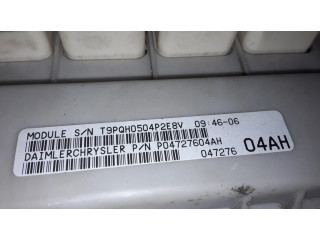 MODULE S/N T9PQH0504P2E8V 09:46-06
DAIMLERCHRYSLER P/N P04727604AH
047276 04AH